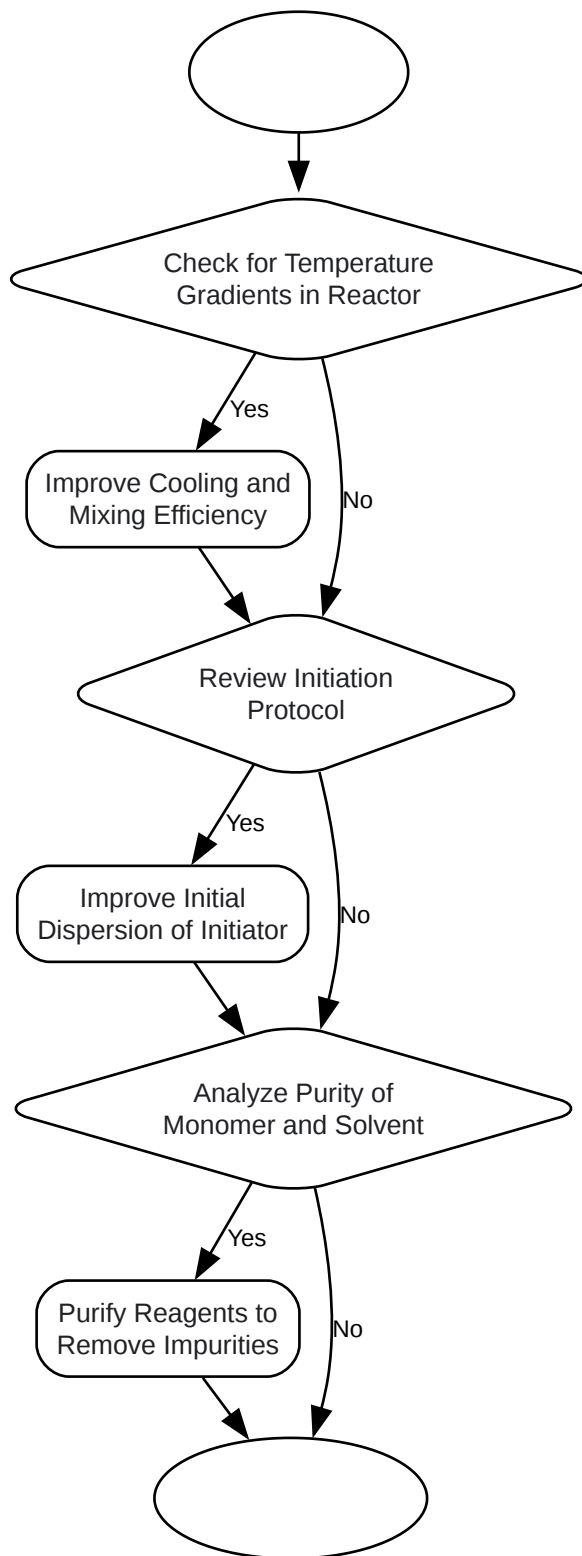 Check for Temperature
Gradients in Reactor
Yes
Improve Cooling and
Mixing Efficiency
No
Review Initiation
Protocol
Yes
Improve Initial
Dispersion of Initiator
No
Analyze Purity of
Monomer and Solvent
Yes
Purify Reagents to
Remove Impurities
No